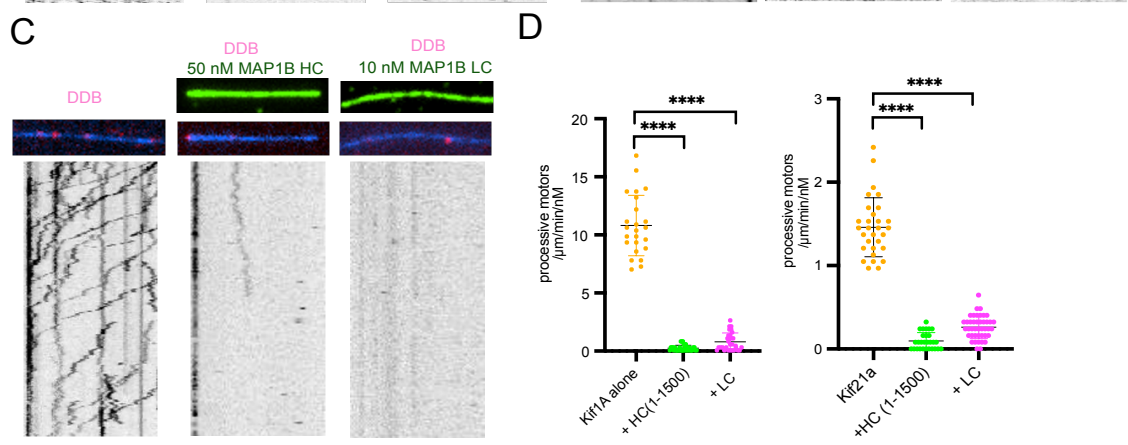 C
DDB
DDB
50 nM MAP1B HC
DDB
10 nM MAP1B LC
D
processive motors
/µm/min/nM
20
15
10
5
0
****
****
Kif1A alone
+ HC(1-1500)
+ LC
processive motors
/µm/min/nM
3
2
1
0
****
****
Kif21a
+HC (1-1500)
+ LC